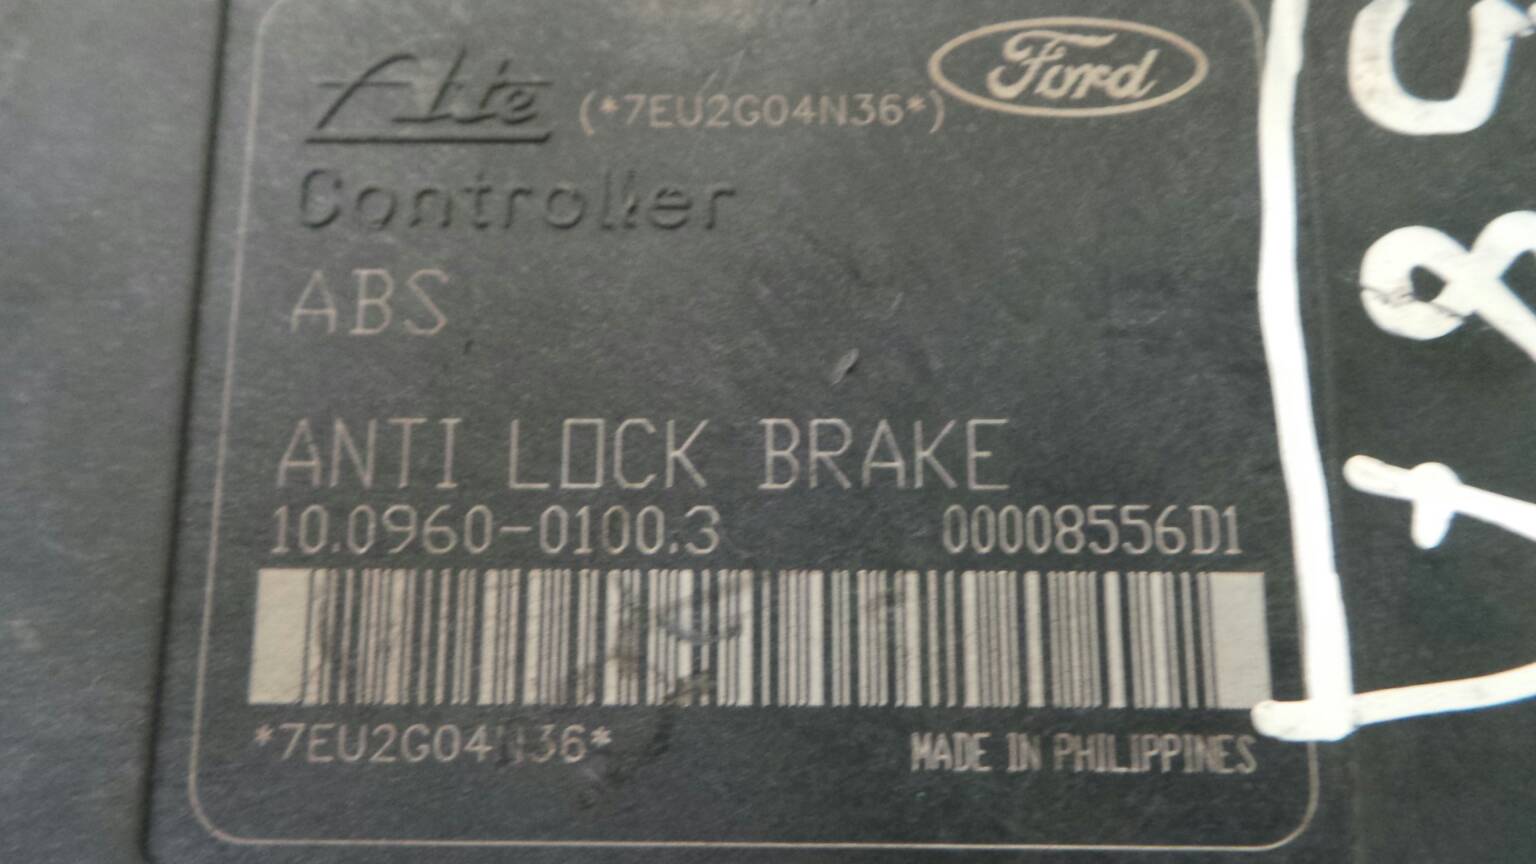 Ate (*7EU2G04N36*) Ford
Controller
ABS
ANTI LOCK BRAKE
10.0960-0100.3 00008556D1
*7EU2G04N36* MADE IN PHILIPPINES